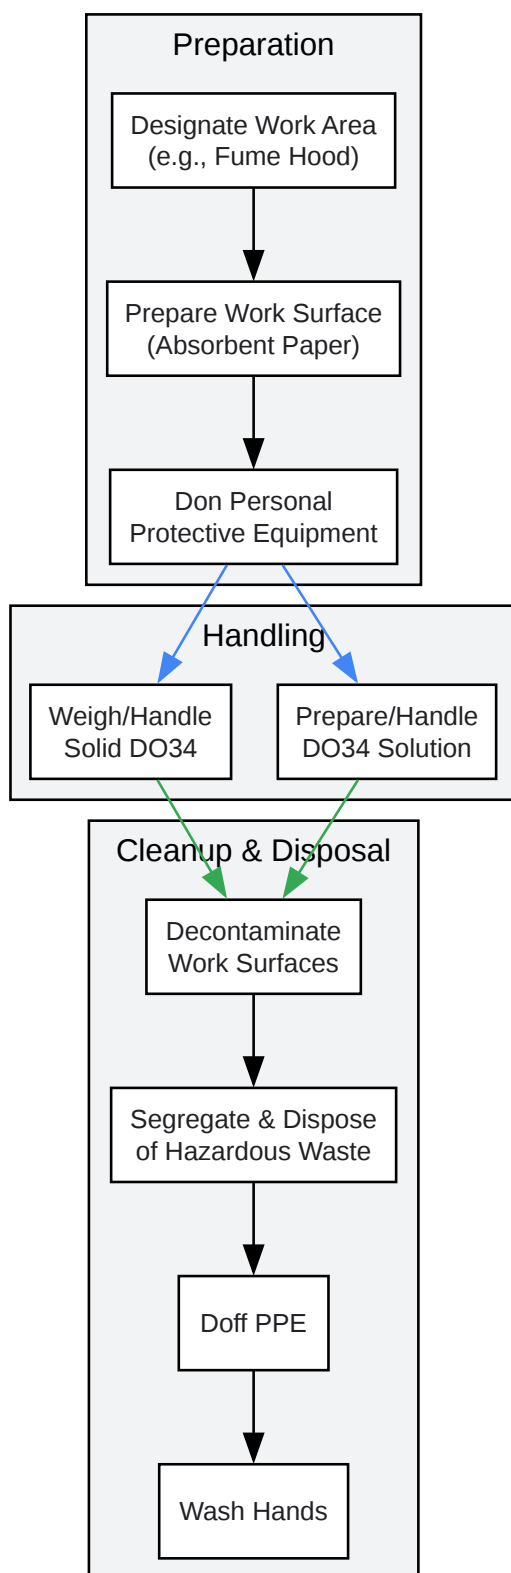 Preparation
Designate Work Area
(e.g., Fume Hood)
Prepare Work Surface
(Absorbent Paper)
Don Personal
Protective Equipment
Handling
Weigh/Handle
Solid DO34
Prepare/Handle
DO34 Solution
Cleanup & Disposal
Decontaminate
Work Surfaces
Segregate & Dispose
of Hazardous Waste
Doff PPE
Wash Hands